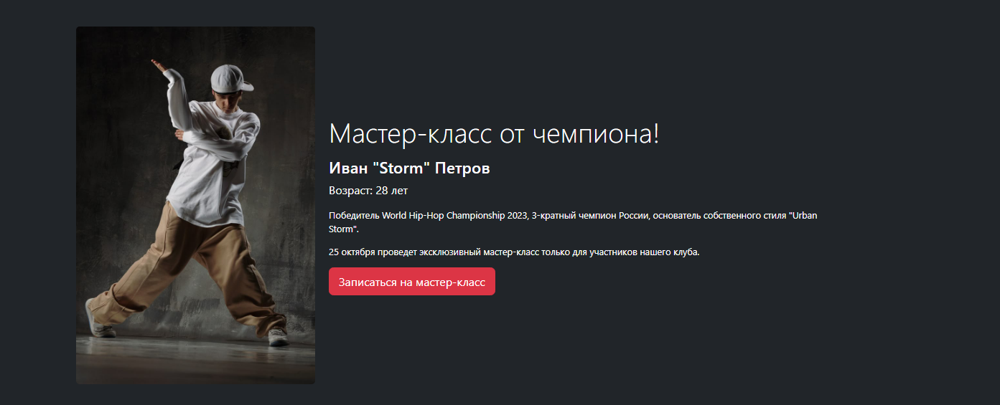 Мастер-класс от чемпиона!
Иван "Storm" Петров
Возраст: 28 лет
Победитель World Hip-Hop Championship 2023, 3-кратный чемпион России, основатель собственного стиля "Urban
Storm".
25 октября проведет эксклюзивный мастер-класс только для участников нашего клуба.
Записаться на мастер-класс